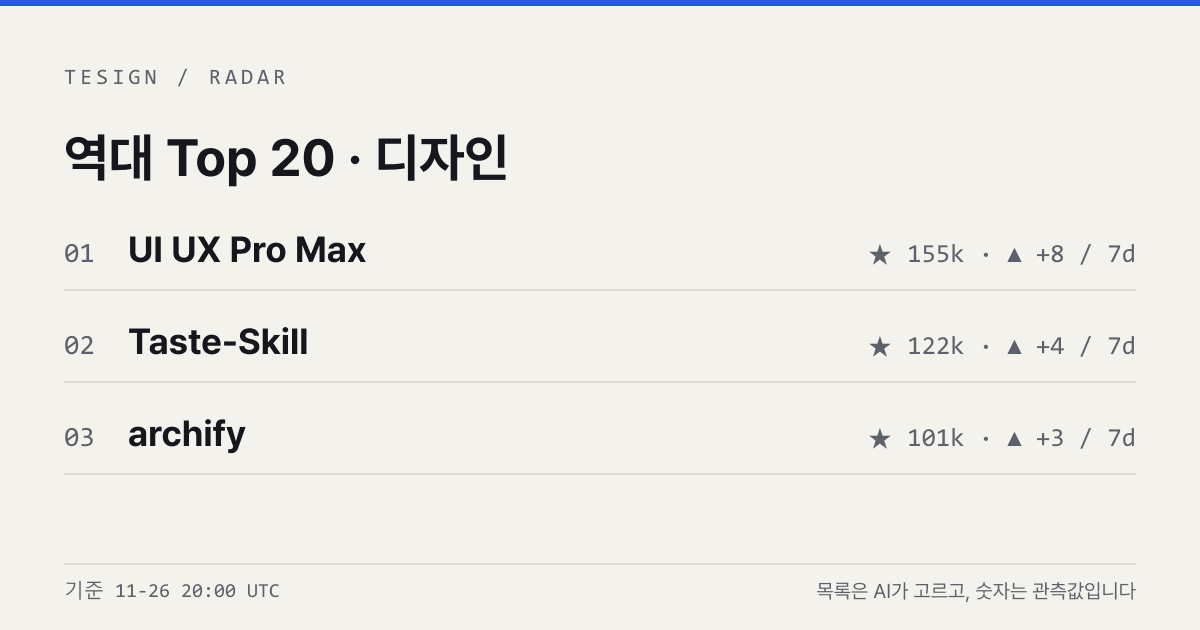 TESIGN / RADAR
역대 Top 20 · 디자인
01 UI UX Pro Max ★ 155k · ▲ +8 / 7d
02 Taste-Skill ★ 122k · ▲ +4 / 7d
03 archify ★ 101k · ▲ +3 / 7d
기준 11-26 20:00 UTC 목록은 AI가 고르고, 숫자는 관측값입니다